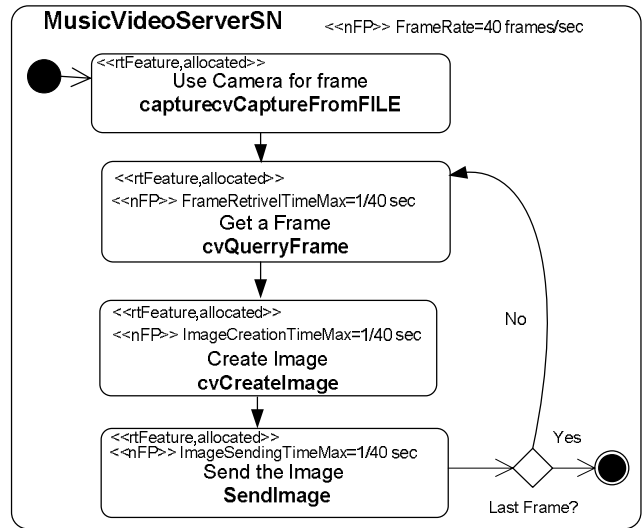 MusicVideoServerSN
<<nFP>> FrameRate=40 frames/sec
<<rtFeature,allocated>>
Use Camera for frame
capturecvCaptureFromFILE
<<rtFeature,allocated>>
<<nFP>> FrameRetrivelTimeMax=1/40 sec
Get a Frame
cvQuerryFrame
<<rtFeature,allocated>>
<<nFP>> ImageCreationTimeMax=1/40 sec
Create Image
cvCreateImage
No
<<rtFeature,allocated>>
<<nFP>> ImageSendingTimeMax=1/40 sec
Send the Image
SendImage
Yes
Last Frame?